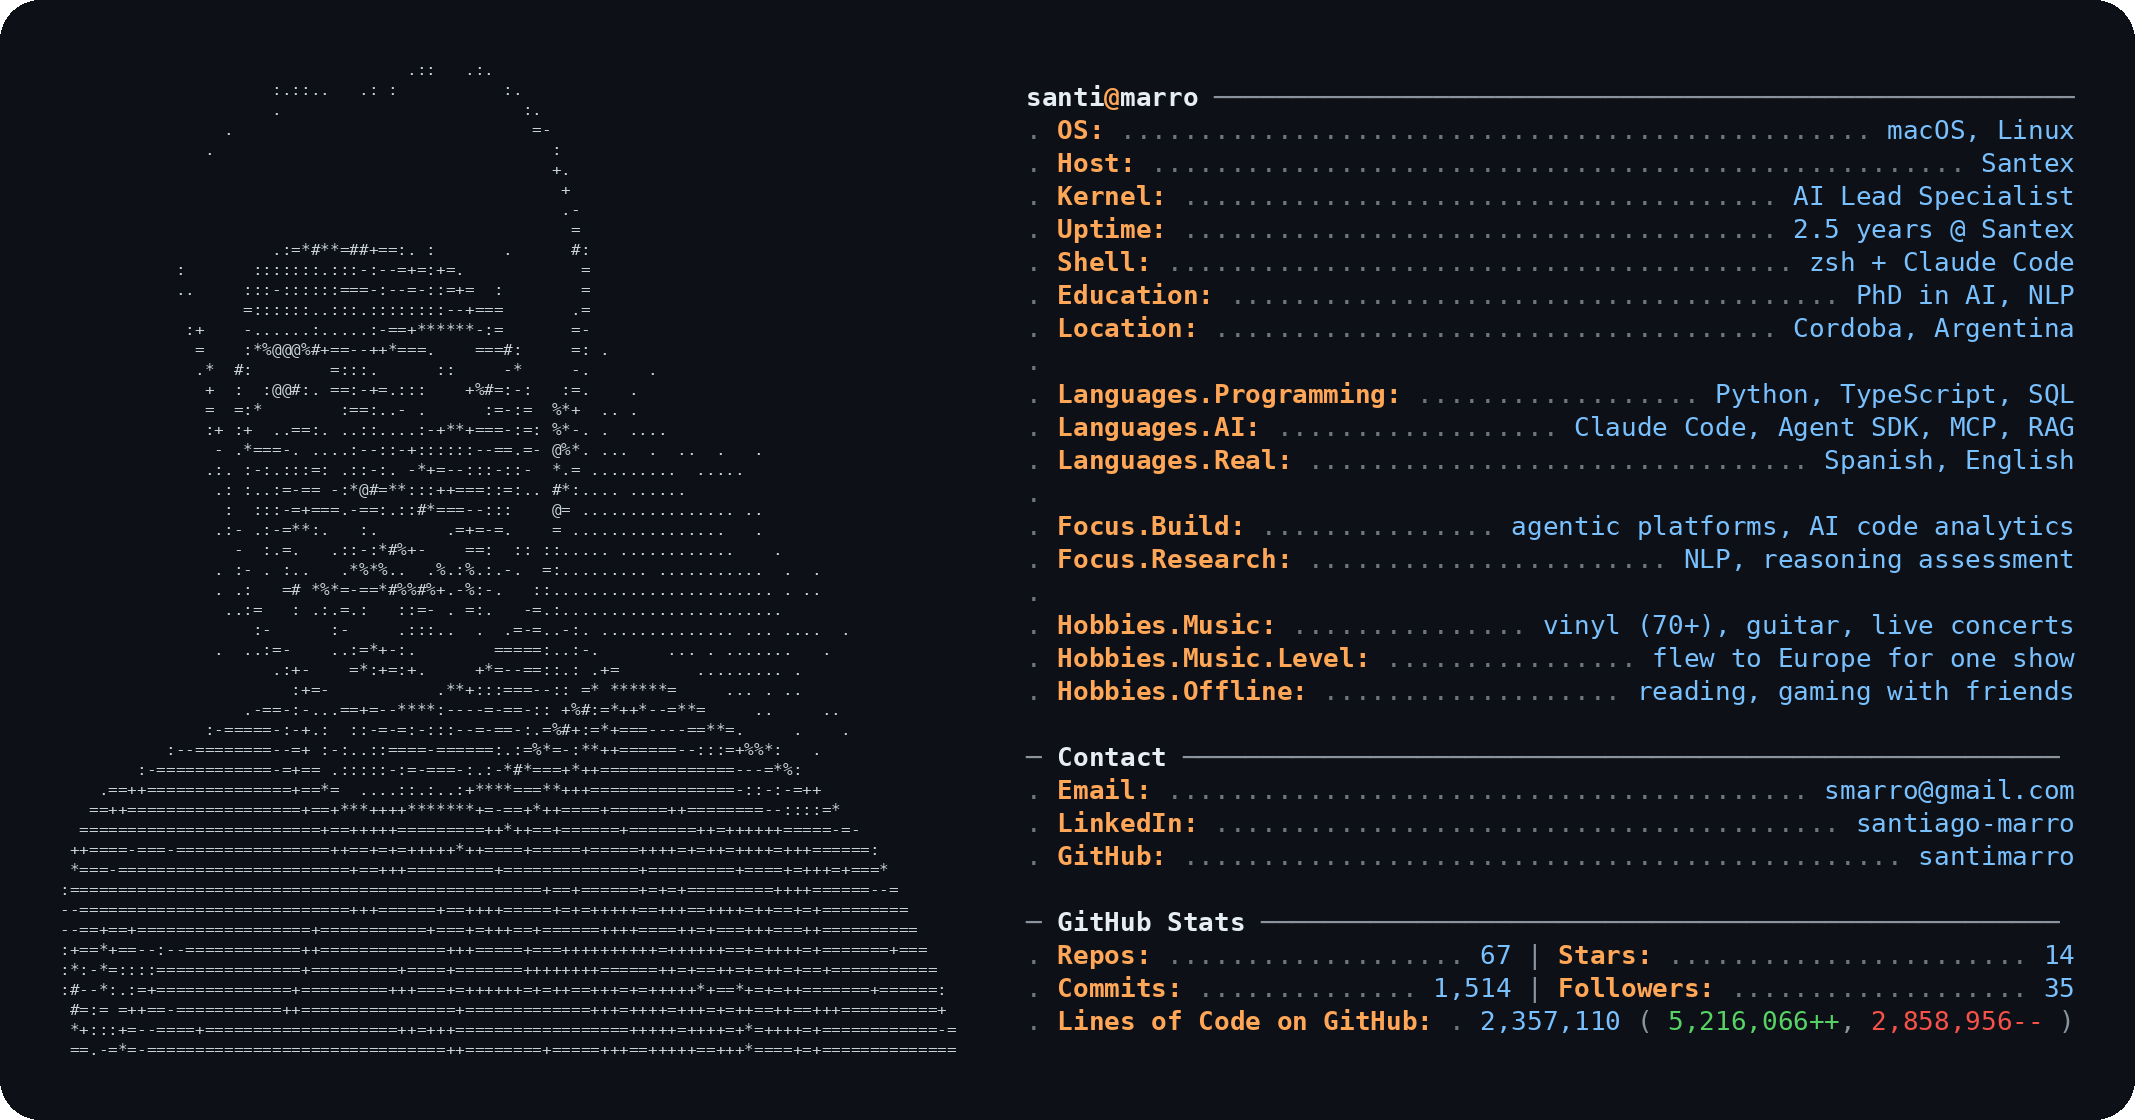 santi@marro
. OS: ................................................ macOS, Linux
. Host: .................................................... Santex
. Kernel: ...................................... AI Lead Specialist
. Uptime: ...................................... 2.5 years @ Santex
. Shell: ........................................ zsh + Claude Code
. Education: ....................................... PhD in AI, NLP
. Location: .................................... Cordoba, Argentina
.
. Languages.Programming: .................. Python, TypeScript, SQL
. Languages.AI: .................. Claude Code, Agent SDK, MCP, RAG
. Languages.Real: ................................ Spanish, English
.
. Focus.Build: ............... agentic platforms, AI code analytics
. Focus.Research: ....................... NLP, reasoning assessment
.
. Hobbies.Music: ............... vinyl (70+), guitar, live concerts
. Hobbies.Music.Level: ................ flew to Europe for one show
. Hobbies.Offline: ................... reading, gaming with friends
─ Contact
. Email: ......................................... smarro@gmail.com
. LinkedIn: ........................................ santiago-marro
. GitHub: .............................................. santimarro
─ GitHub Stats
. Repos: ................... 67 | Stars: ....................... 14
. Commits: .............. 1,514 | Followers: ................... 35
. Lines of Code on GitHub: . 2,357,110 ( 5,216,066++, 2,858,956-- )